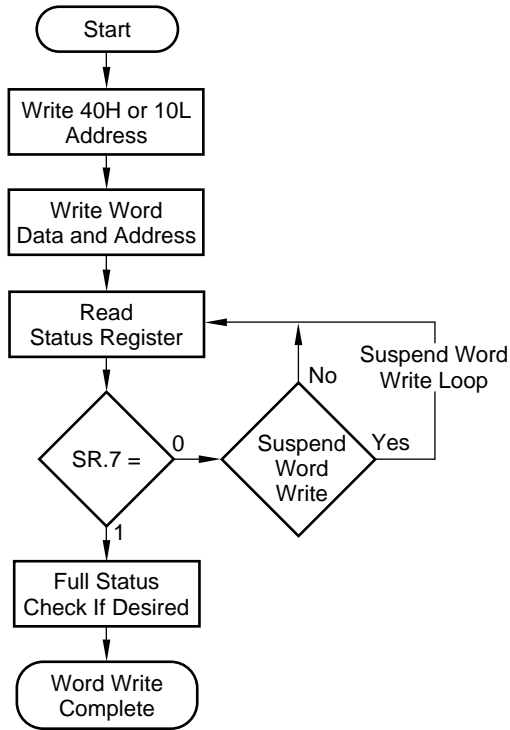 Start
Write 40H or 10L
Address
Write Word
Data and Address
Read
Status Register
Suspend Word
Write Loop
No
SR.7 =
0
Suspend
Word
Write
Yes
1
Full Status
Check If Desired
Word Write
Complete